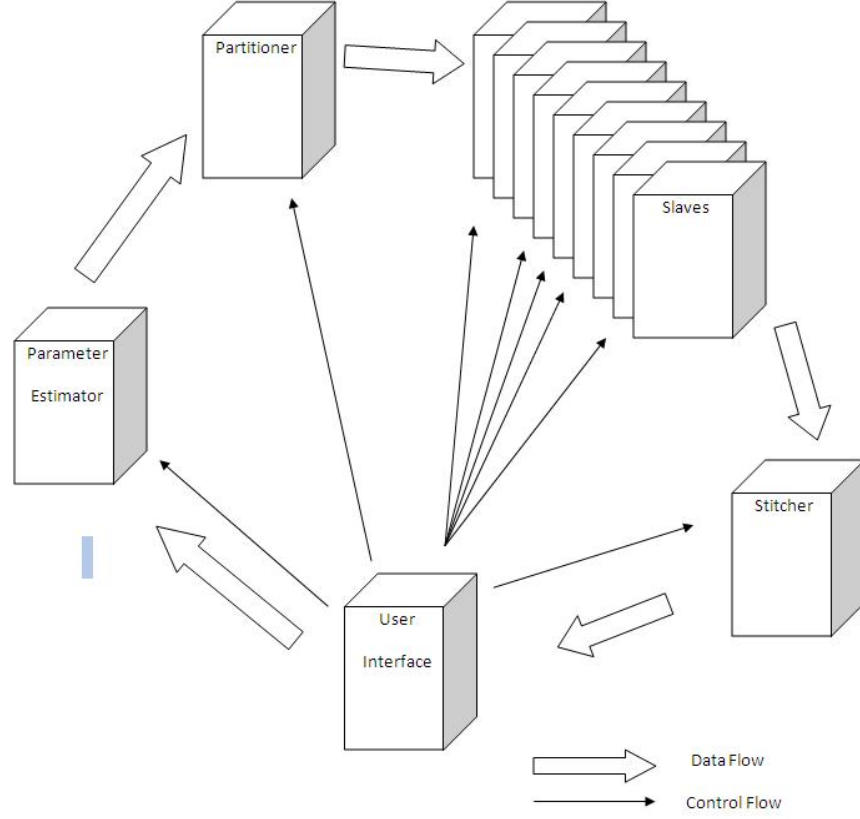 Partitioner
Slaves
Parameter
Estimator
Stitcher
User
Interface
Data Flow
Control Flow